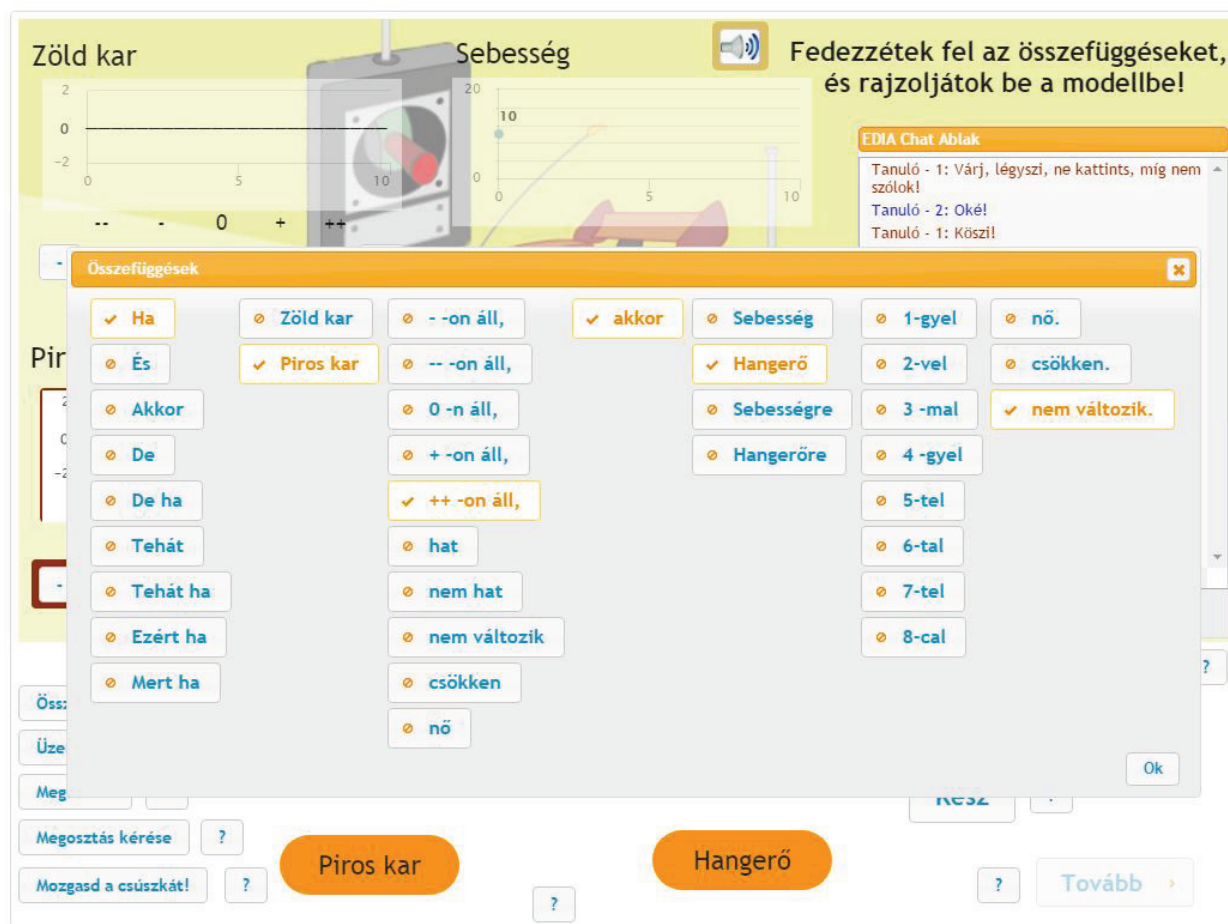 Zöld kar
Sebesség
Fedezzétek fel az összefüggéseket,
és rajzoljátok be a modellbe!
2
0
-2
0
5
10
20
10
0
0
5
10
-- - 0 + ++
EDIA Chat Ablak
Tanuló - 1: Várj, légyszi, ne kattints, míg nem
szólok!
Tanuló - 2: Oké!
Tanuló - 1: Köszi!
-
Összefüggések
Ha
És
Akkor
De
De ha
Tehát
Tehát ha
Ezért ha
Mert ha
Zöld kar
Piros kar
- -on áll,
-- -on áll,
0 -n áll,
+ -on áll,
++ -on áll,
hat
nem hat
nem változik
csökken
nő
akkor
Sebesség
Hangerő
Sebességre
Hangerőre
1-gyel
2-vel
3 -mal
4 -gyel
5-tel
6-tal
7-tel
8-cal
nő.
csökken.
nem változik.
Ok
Pir
-
Össz
Üze
Meg
Megosztás kérése ?
Mozgasd a csúszkát! ?
Piros kar
?
Hangerő
?
Kész
?
Tovább